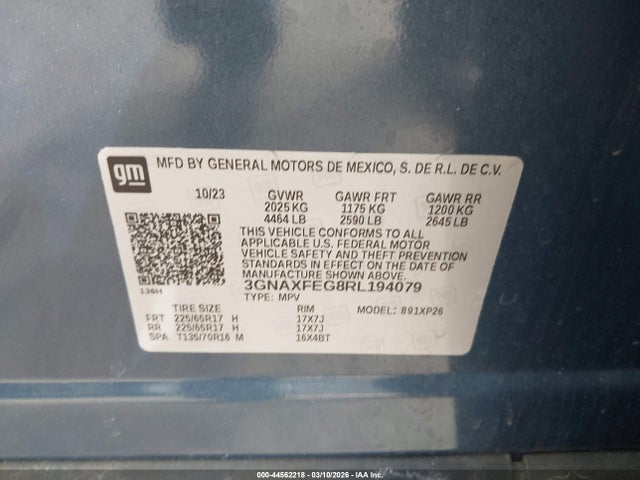 gm
MFD BY GENERAL MOTORS DE MEXICO, S. DE R.L. DE C.V.
10/23 GVWR GAWR FRT GAWR RR
2025 KG 1175 KG 1200 KG
4464 LB 2590 LB 2645 LB
THIS VEHICLE CONFORMS TO ALL
APPLICABLE U.S. FEDERAL MOTOR
VEHICLE SAFETY AND THEFT PREVENTION
STANDARDS IN EFFECT ON THE DATE OF
MANUFACTURE SHOWN ABOVE.
136H 3GNAXFEG8RL194079
TYPE: MPV
TIRE SIZE RIM MODEL: 891XP26
FRT 225/65R17 H 17X7J
RR 225/65R17 H 17X7J
SPA T135/70R16 M 16X4BT
000-44562218 - 03/10/2026 - IAA Inc.